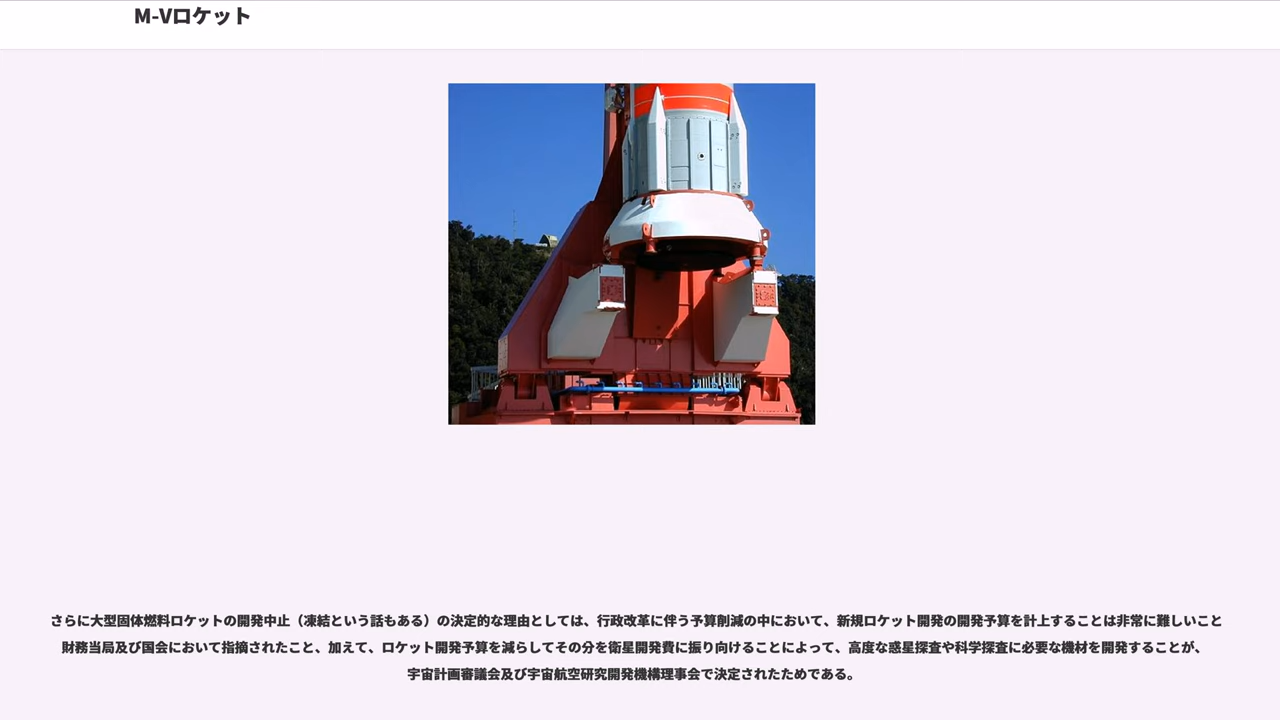 M-Vロケット
さらに大型固体燃料ロケットの開発中止（凍結という話もある）の決定的な理由としては、行政改革に伴う予算削減の中において、新規ロケット開発の開発予算を計上することは非常に難しいこと
財務当局及び国会において指摘されたこと、加えて、ロケット開発予算を減らしてその分を衛星開発費に振り向けることによって、高度な惑星探査や科学探査に必要な機材を開発することが、
宇宙計画審議会及び宇宙航空研究開発機構理事会で決定されたためである。